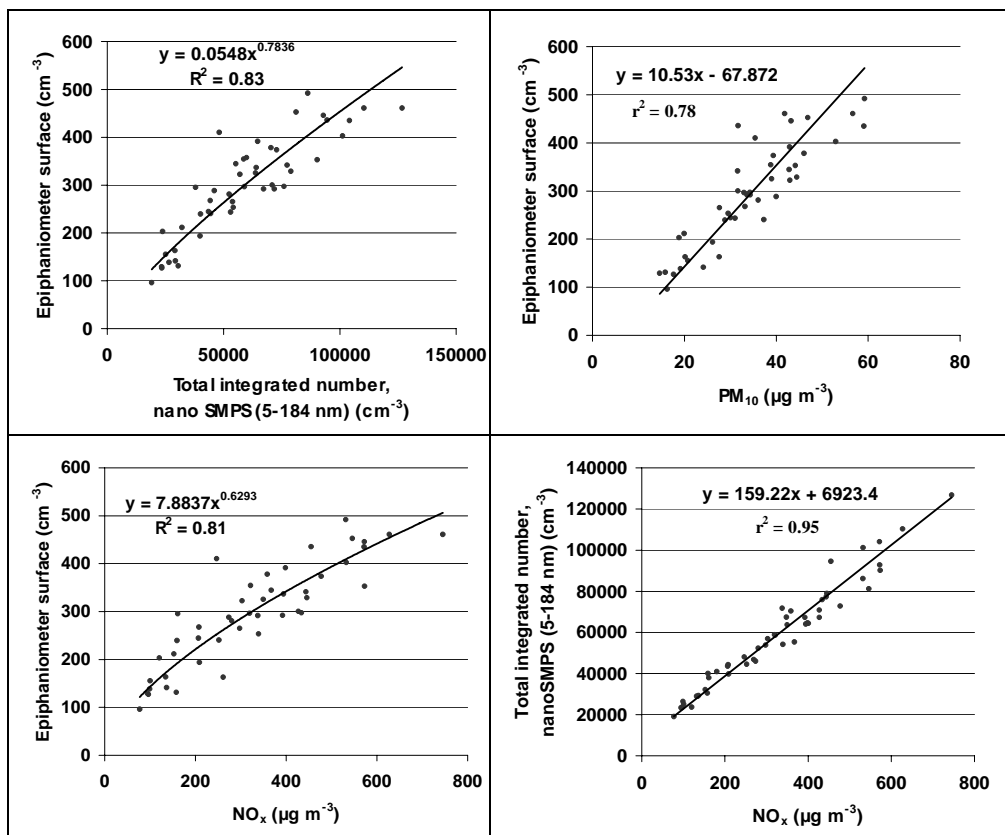 y = 0.0548x^0.7836
R² = 0.83
Epiphaniometer surface (cm⁻³)
600
500
400
300
200
100
0
0 50000 100000 150000
Total integrated number,
nano SMPS (5-184 nm) (cm⁻³)
y = 10.53x - 67.872
r² = 0.78
Epiphaniometer surface (cm⁻³)
600
500
400
300
200
100
0
0 20 40 60 80
PM₁₀ (µg m⁻³)
y = 7.8837x^0.6293
R² = 0.81
Epiphaniometer surface (cm⁻³)
600
500
400
300
200
100
0
0 200 400 600 800
NOₓ (µg m⁻³)
y = 159.22x + 6923.4
r² = 0.95
Total integrated number,
nanoSMPS (5-184 nm) (cm⁻³)
140000
120000
100000
80000
60000
40000
20000
0
0 200 400 600 800
NOₓ (µg m⁻³)